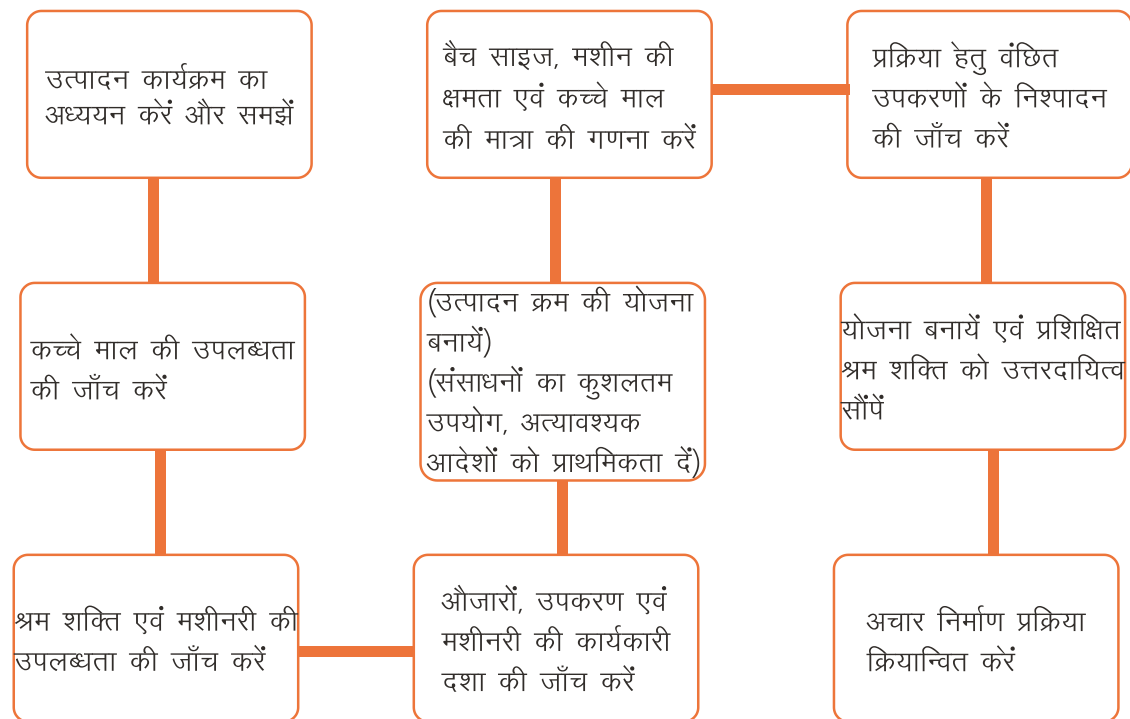 उत्पादन कार्यक्रम का
अध्ययन करेंं और समझें
कच्चे माल की उपलब्धता
की जाँच करें
श्रम शक्ति एवं मशीनरी की
उपलब्धता की जाँच करें
औजारों, उपकरण एवं
मशीनरी की कार्यकारी
दशा की जाँच करें
(उत्पादन क्रम की योजना
बनायें)
(संसाधनों का कुशलतम
उपयोग, अत्यावश्यक
आदेशों को प्राथमिकता दें)
बैच साइज, मशीन की
क्षमता एवं कच्चे माल
की मात्रा की गणना करें
प्रक्रिया हेतु वंछित
उपकरणों के निश्पादन
की जाँच करें
योजना बनायें एवं प्रशिक्षित
श्रम शक्ति को उत्तरदायित्व
सौंपें
अचार निर्माण प्रक्रिया
क्रियान्वित करेंं